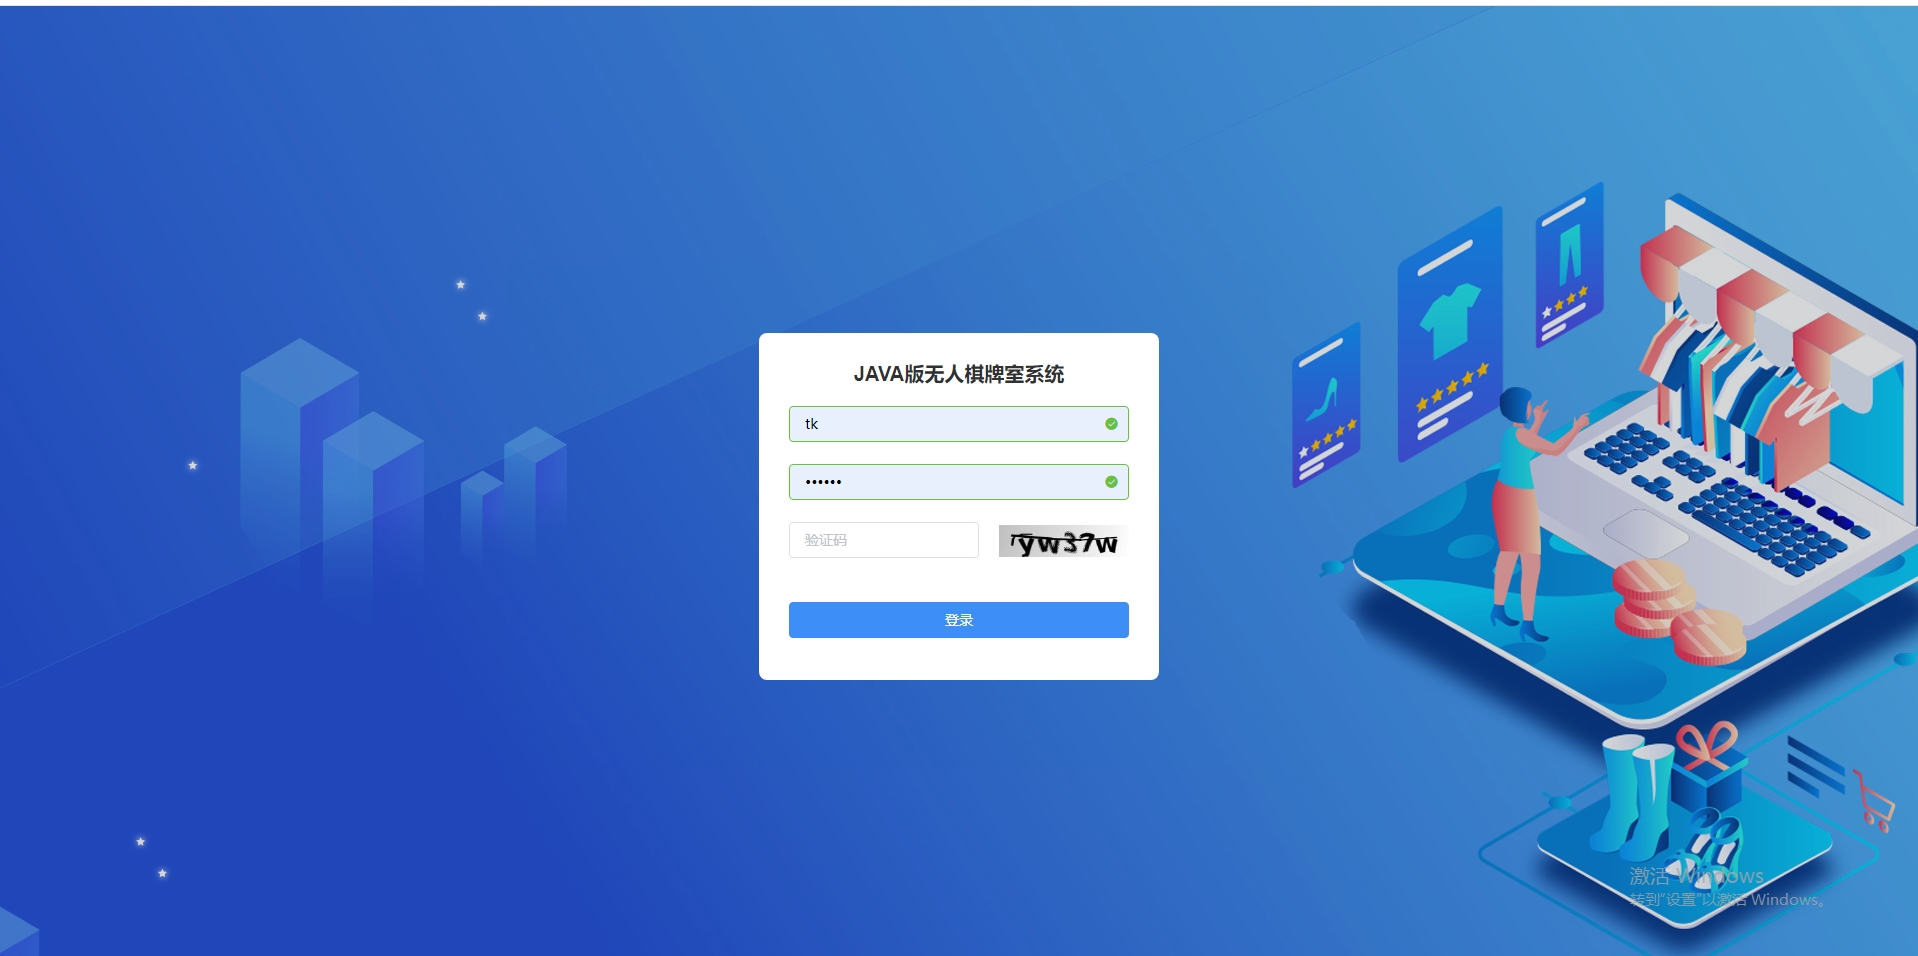 JAVA版无人棋牌室系统
tk
••••••
验证码
yw37w
登录
激活 Windows
转到"设置"以激活 Windows。